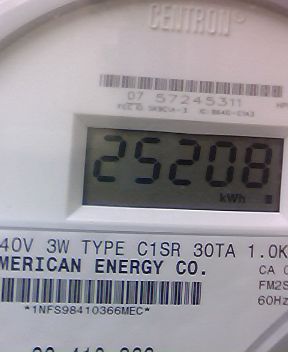 CENTRON®
07 57245311
25208
kWh
40V 3W TYPE C1SR 30TA 1.0K
MERICAN ENERGY CO.
CA 0
FM2S
60Hz
*1NFS98410366MEC*